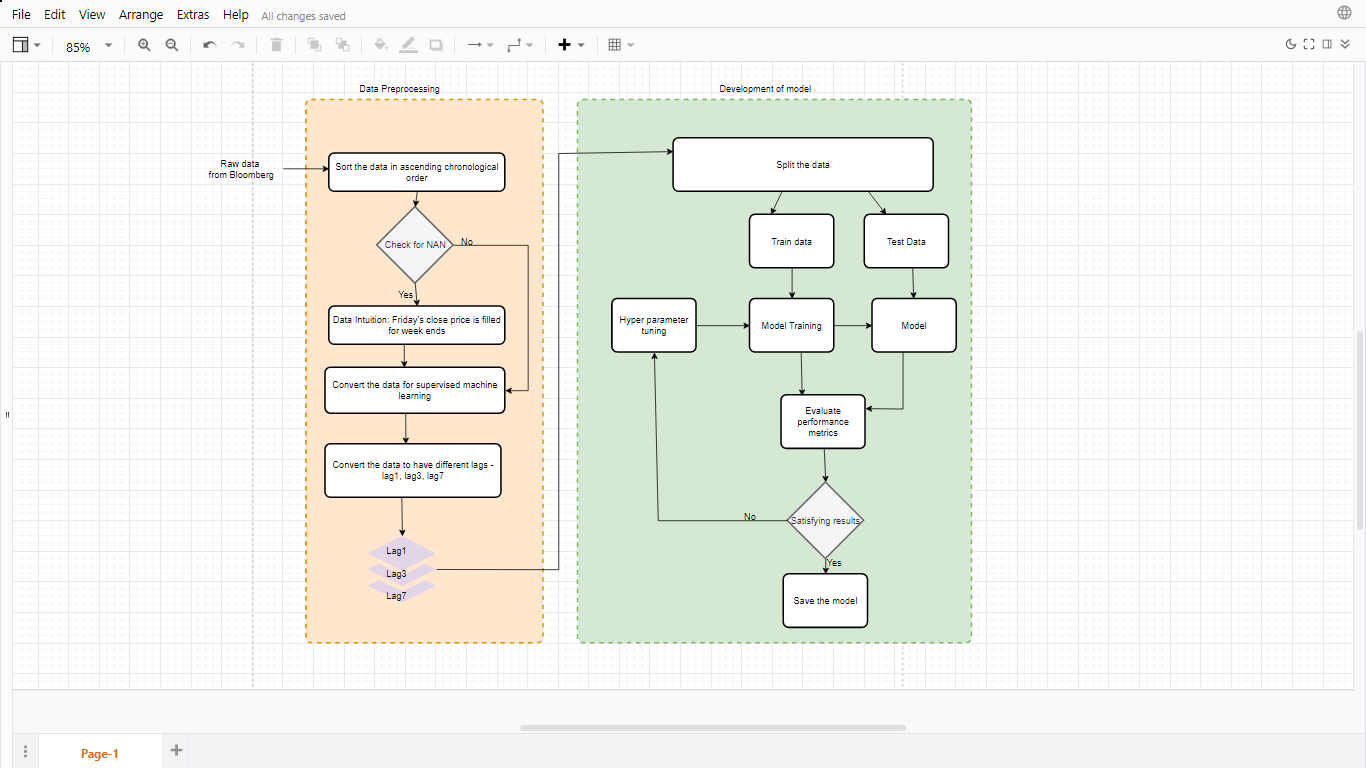 File Edit View Arrange Extras Help All changes saved
85%
Data Preprocessing
Development of model
Raw data
from Bloomberg
Sort the data in ascending chronological
order
Check for NAN
No
Yes
Data Intuition: Friday's close price is filled
for week ends
Convert the data for supervised machine
learning
Convert the data to have different lags -
lag1, lag3, lag7
Lag1
Lag3
Lag7
Split the data
Train data
Test Data
Hyper parameter
tuning
Model Training
Model
Evaluate
performance
metrics
Satisfying results
No
Yes
Save the model
Page-1